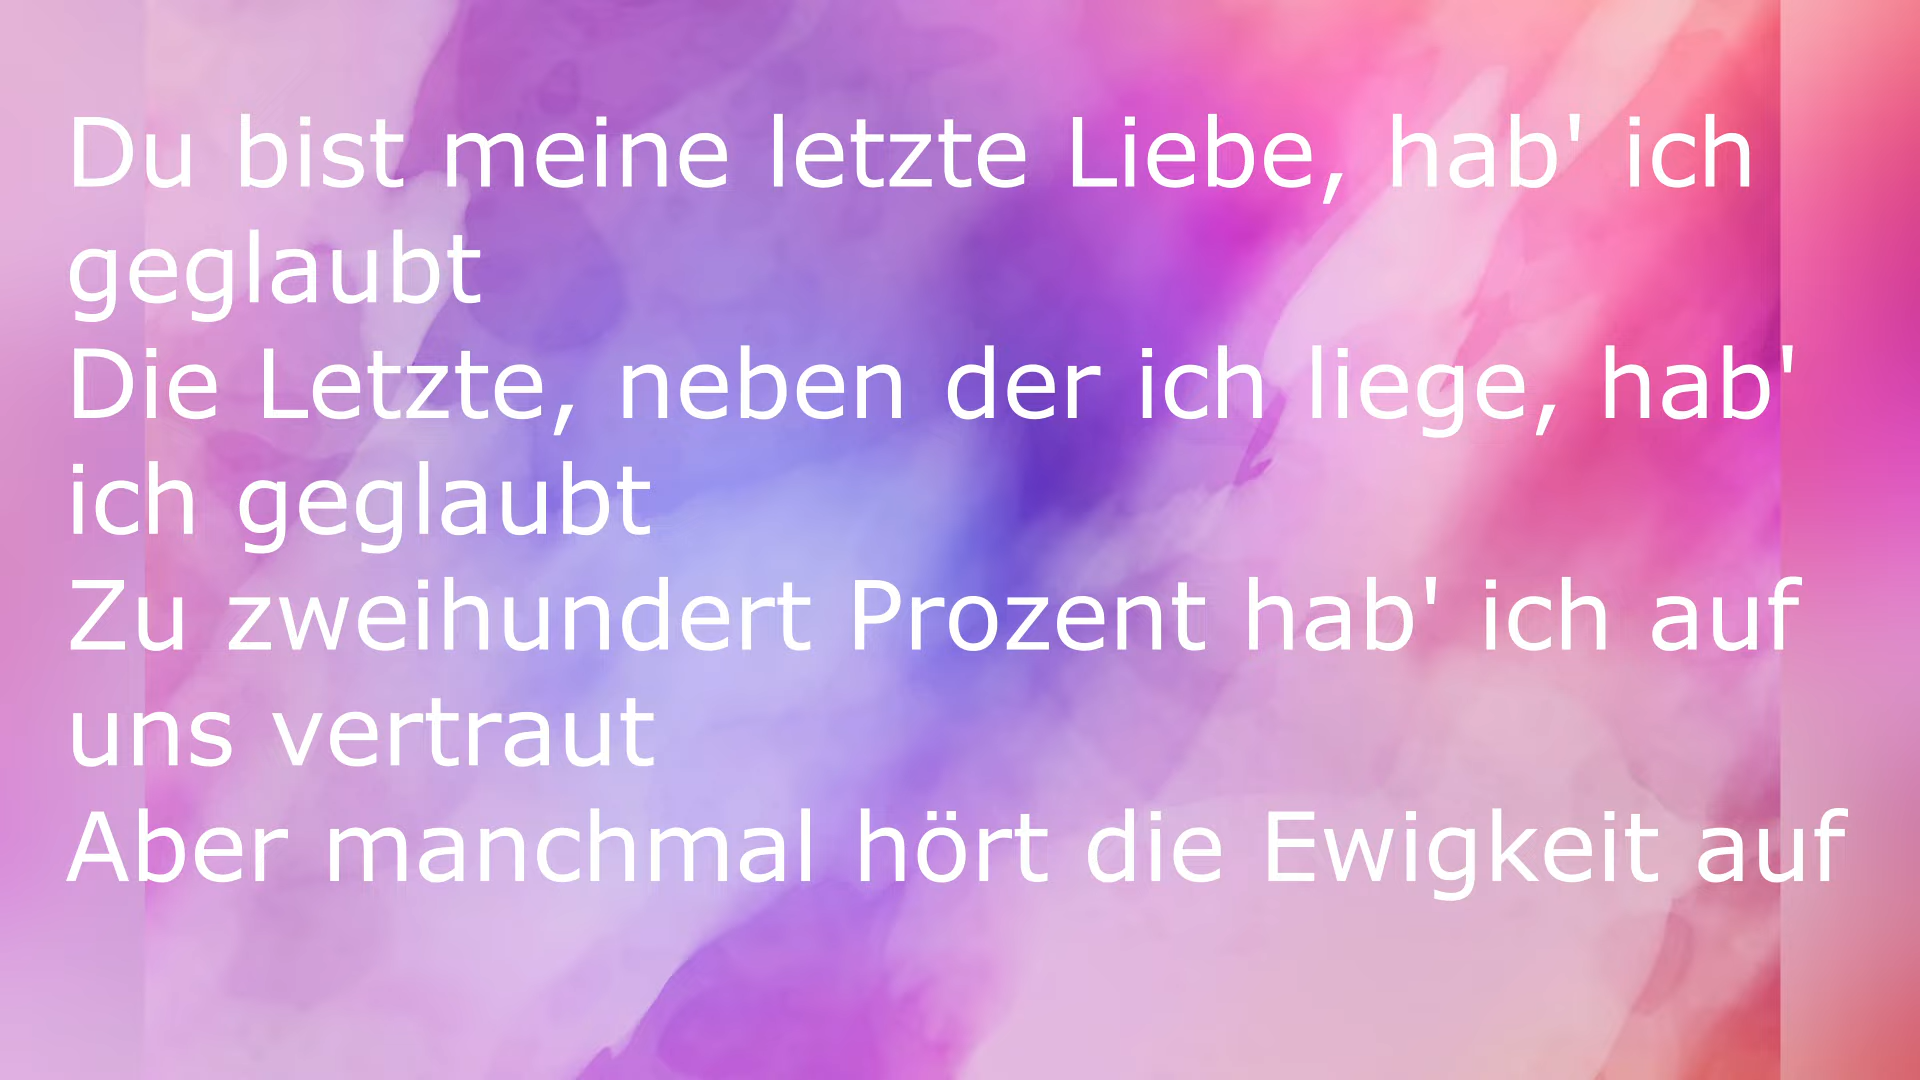 Du bist meine letzte Liebe, hab' ich
geglaubt
Die Letzte, neben der ich liege, hab'
ich geglaubt
Zu zweihundert Prozent hab' ich auf
uns vertraut
Aber manchmal hört die Ewigkeit auf